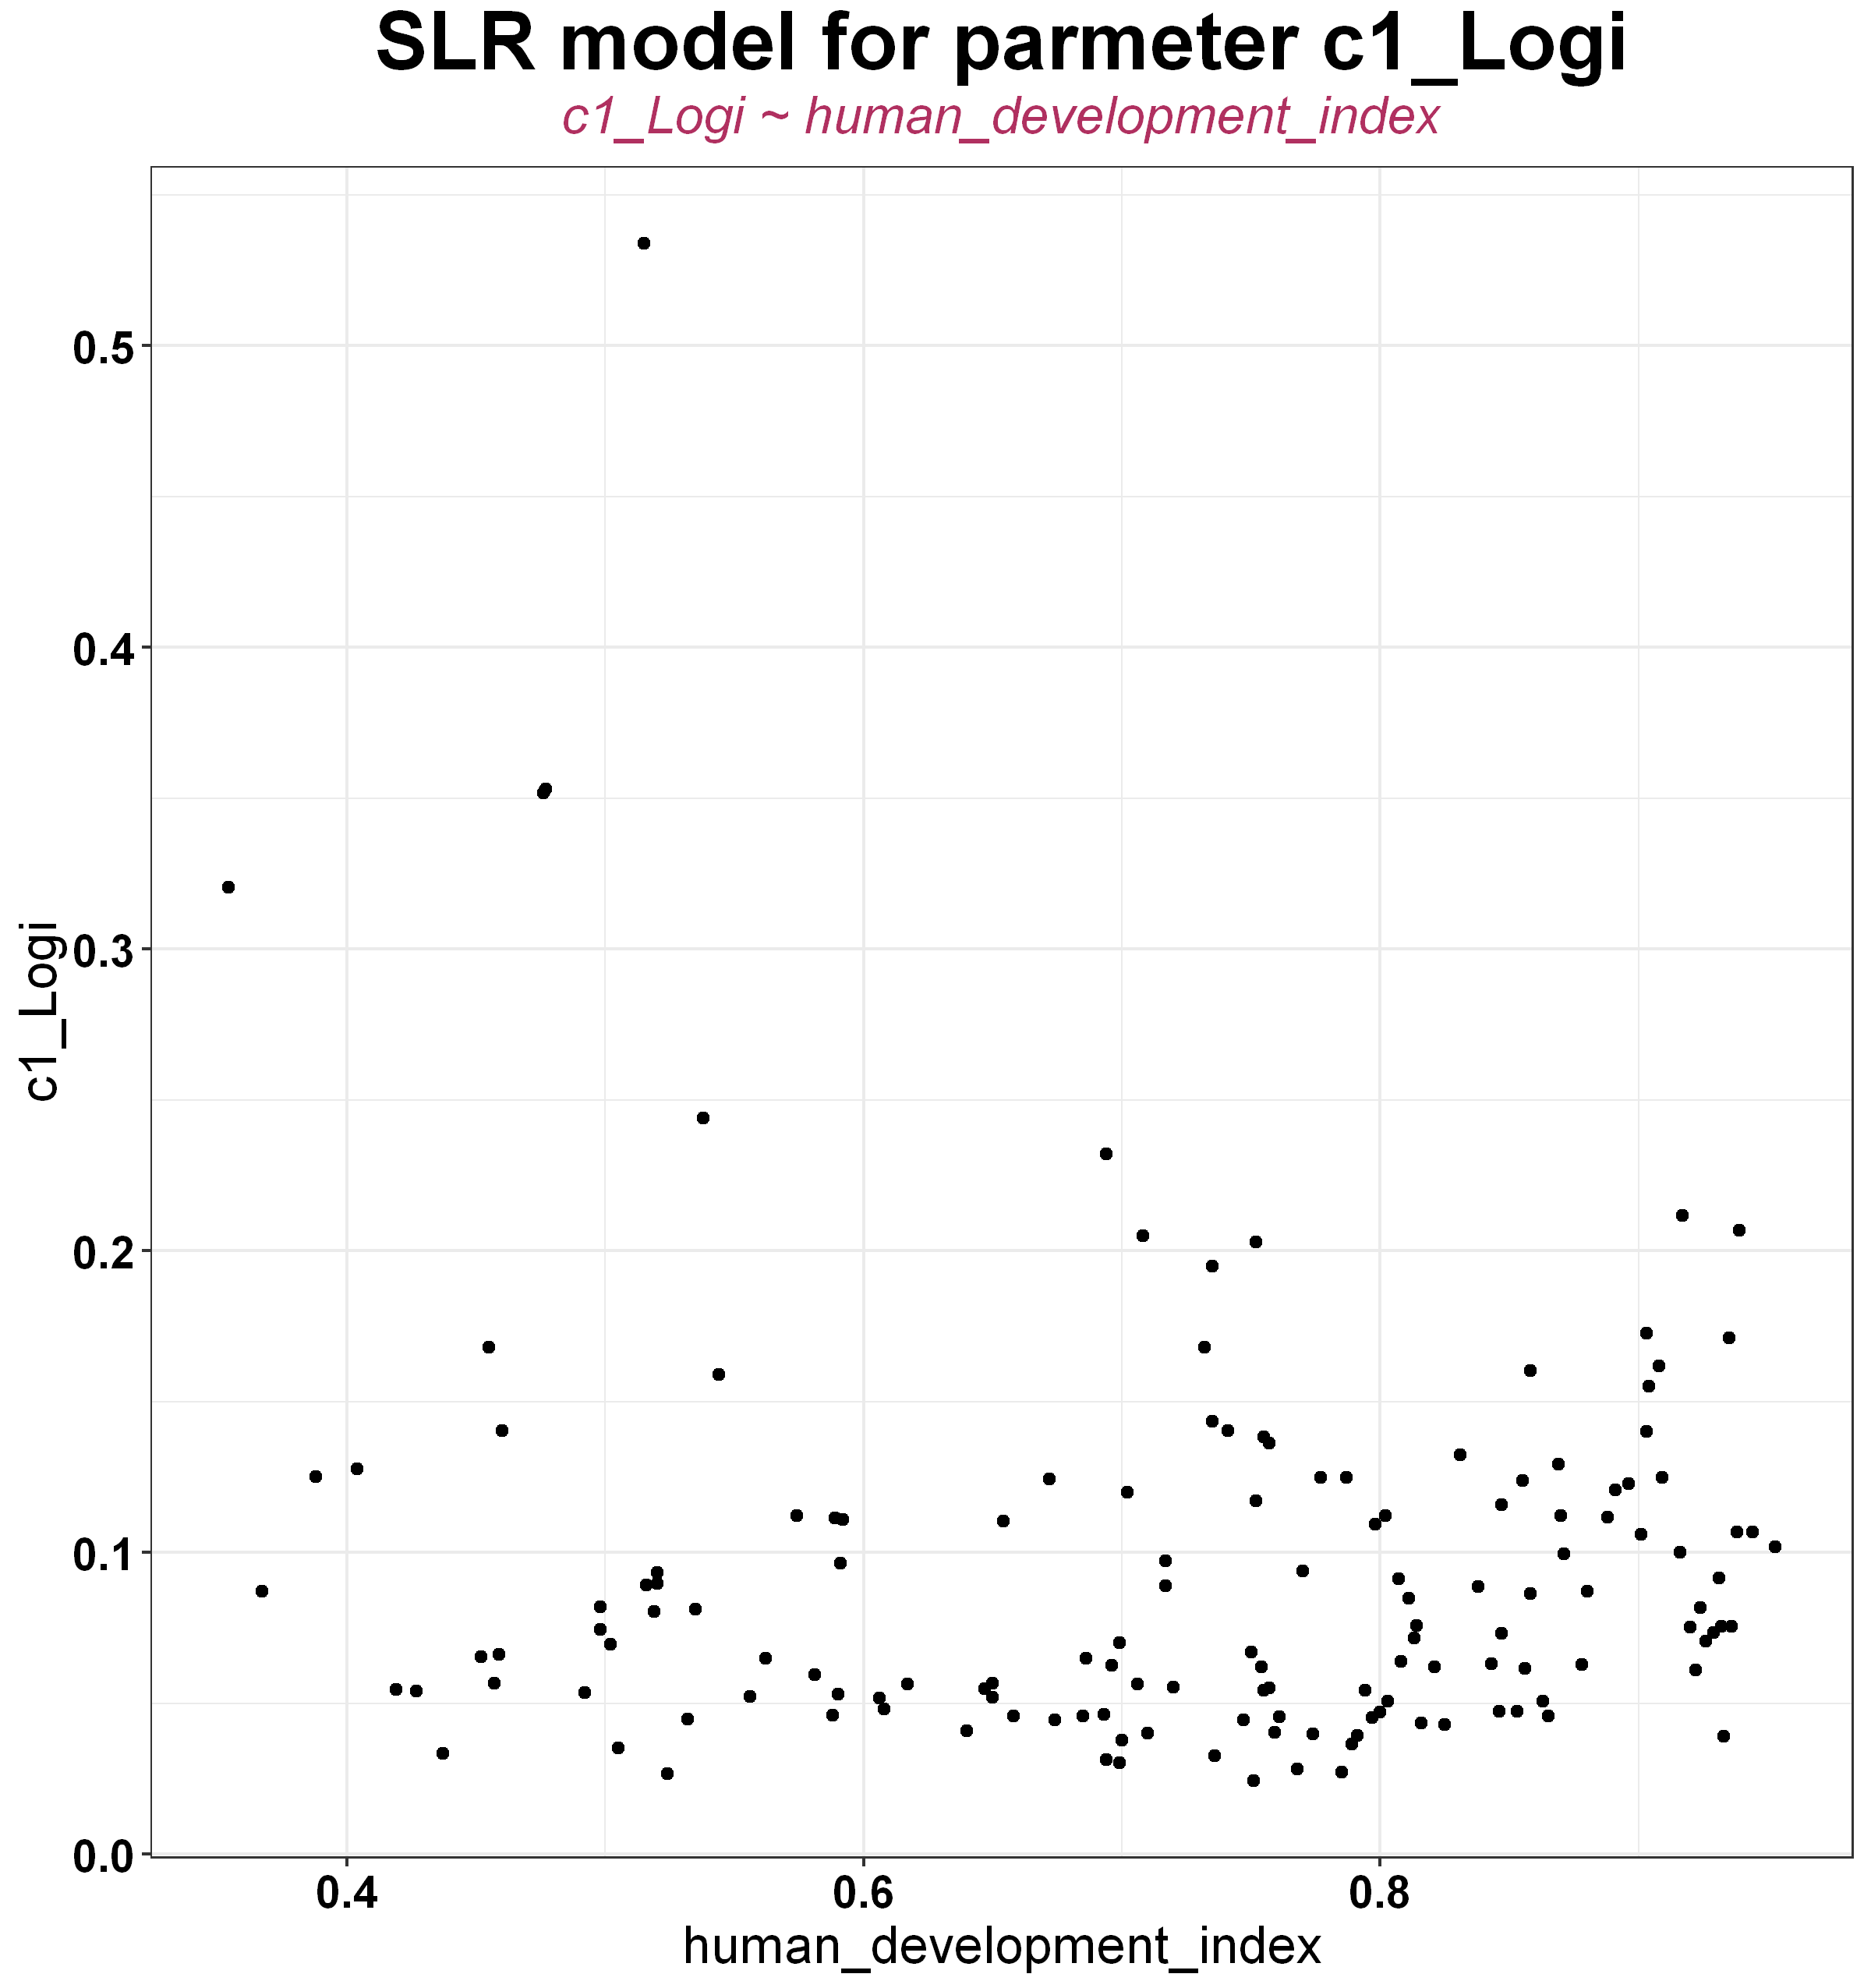 SLR model for parmeter c1_Logi
c1_Logi ~ human_development_index
0.5
0.4
0.3
0.2
0.1
0.0
c1_Logi
0.4 0.6 0.8
human_development_index